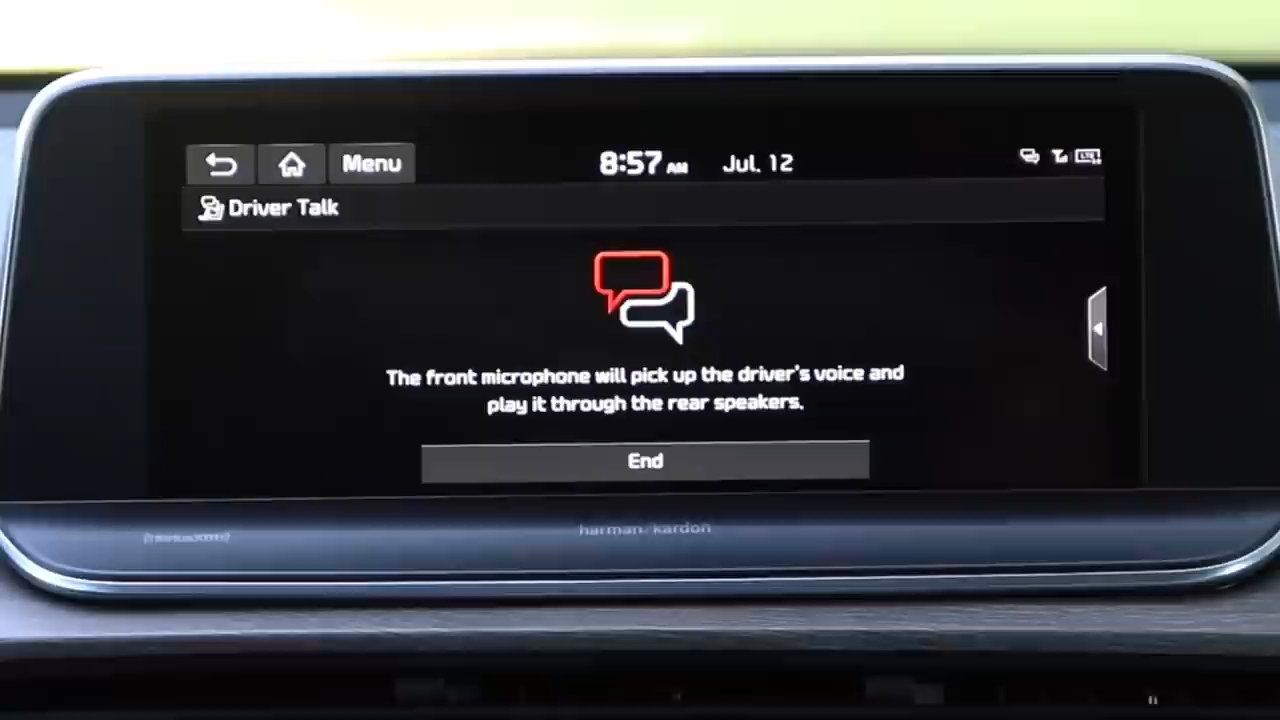 Menu
8:57 AM
Jul. 12
LTE
Driver Talk
The front microphone will pick up the driver's voice and
play it through the rear speakers.
End
harman/kardon